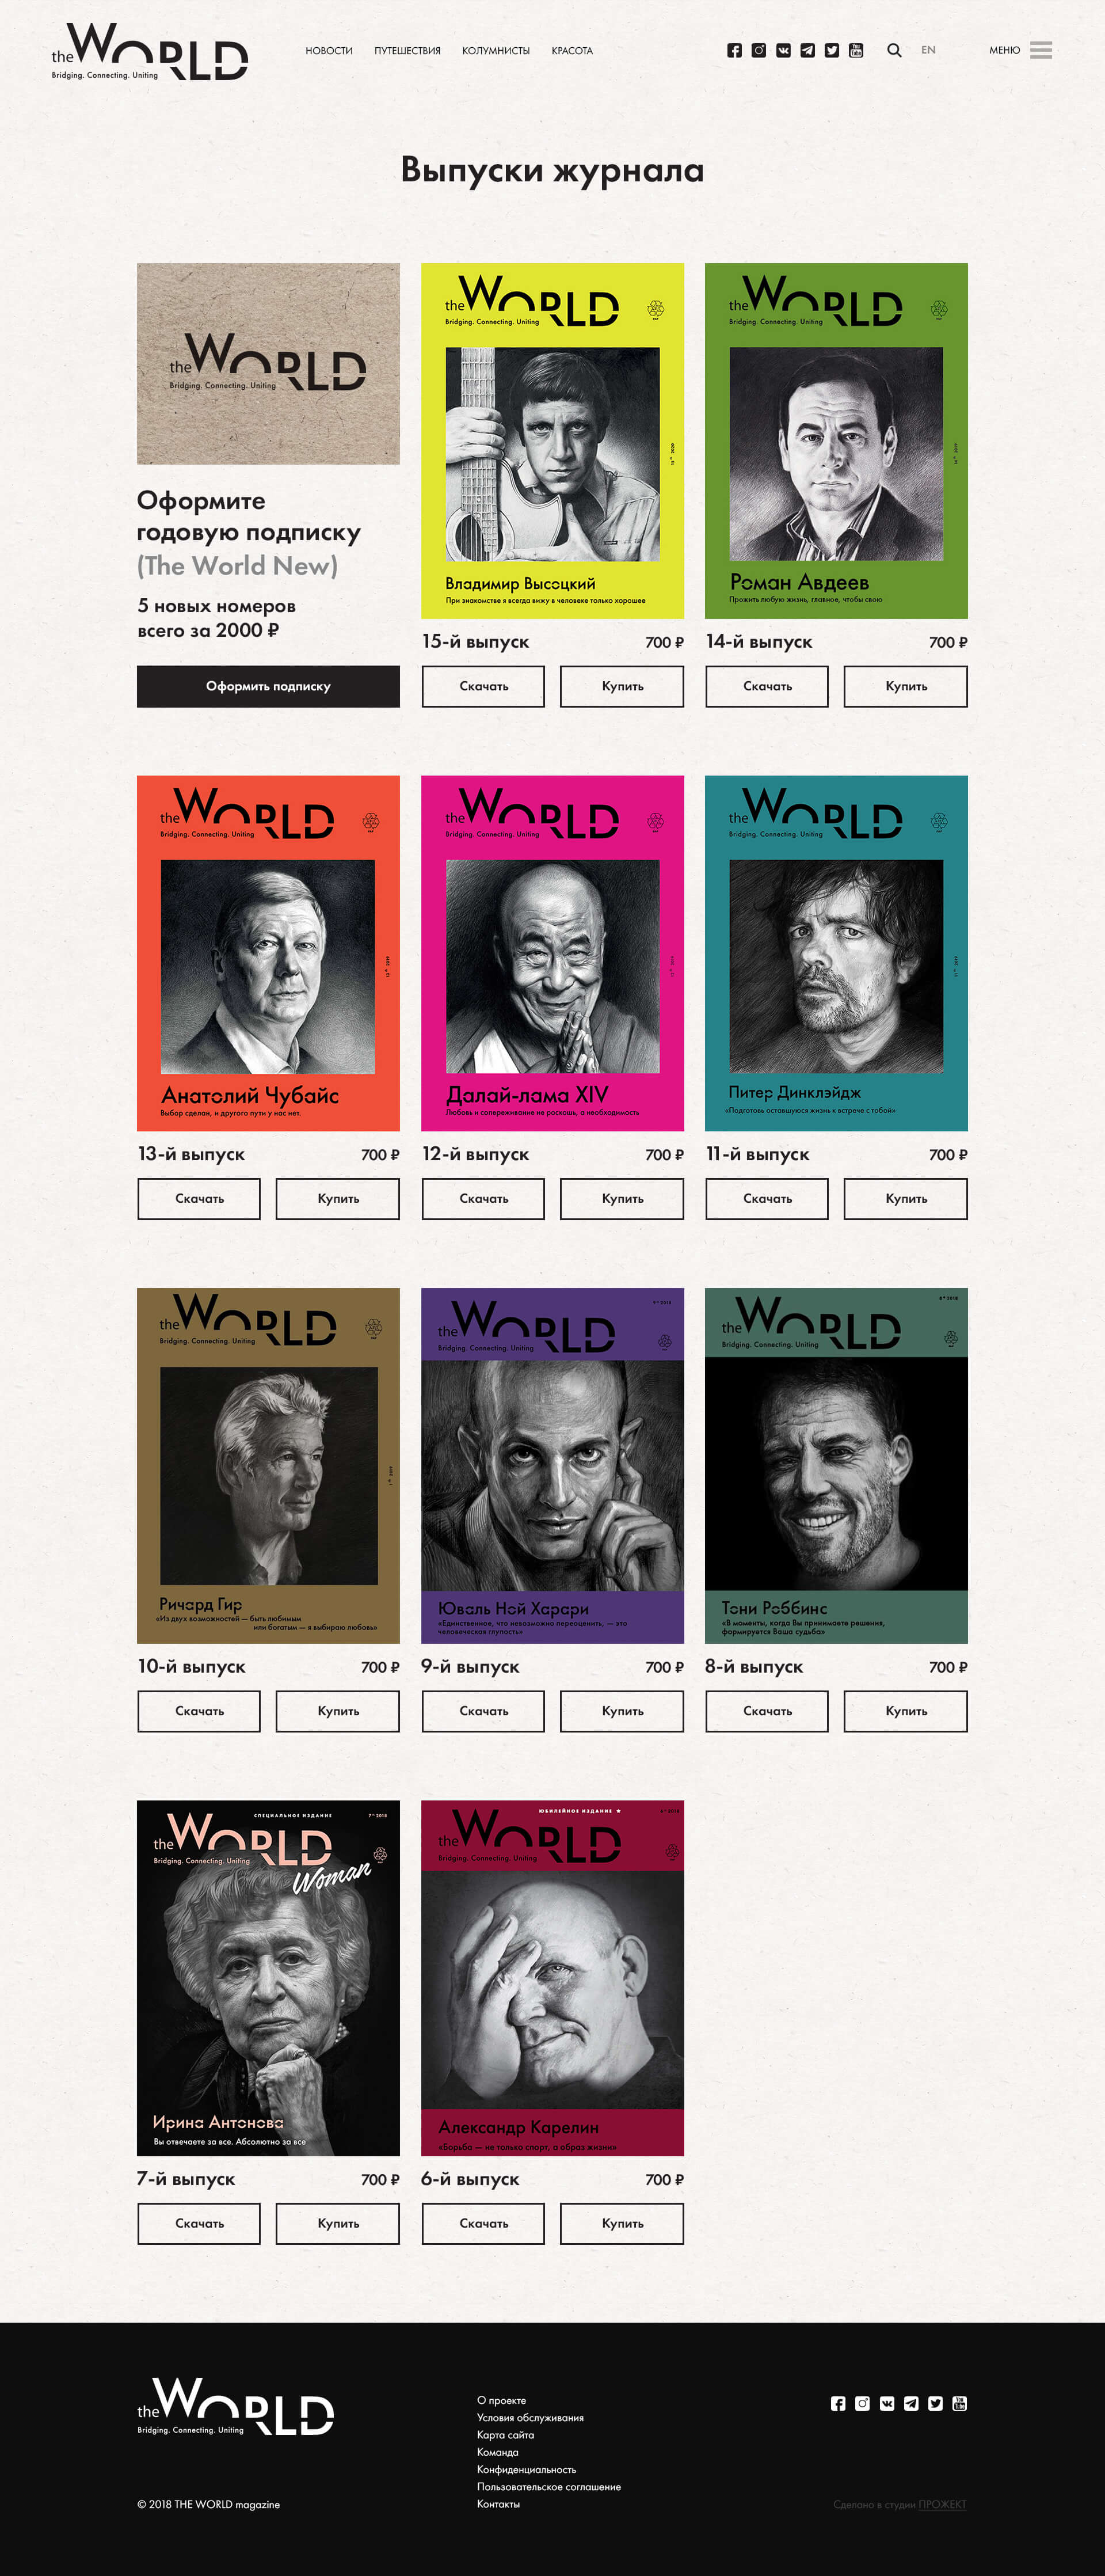 the WORLD
Bridging. Connecting. Uniting
НОВОСТИ ПУТЕШЕСТВИЯ КОЛУМНИСТЫ КРАСОТА
EN
МЕНЮ
Выпуски журнала
the WORLD
Bridging. Connecting. Uniting
Оформите
годовую подписку
(The World New)
5 новых номеров
всего за 2000 ₽
Оформить подписку
the WORLD
Bridging. Connecting. Uniting
Владимир Высоцкий
При знакомстве я всегда вижу в человеке только хорошее
15-й выпуск 700 ₽
Скачать Купить
the WORLD
Bridging. Connecting. Uniting
Роман Авдеев
Прожить любую жизнь, главное, чтобы свою
14-й выпуск 700 ₽
Скачать Купить
the WORLD
Bridging. Connecting. Uniting
Анатолий Чубайс
Выбор сделан, и другого пути у нас нет.
13-й выпуск 700 ₽
Скачать Купить
the WORLD
Bridging. Connecting. Uniting
Далай-лама XIV
Любовь и сопереживание не роскошь, а необходимость
12-й выпуск 700 ₽
Скачать Купить
the WORLD
Bridging. Connecting. Uniting
Питер Динклэйдж
«Подготовь оставшуюся жизнь к встрече с тобой»
11-й выпуск 700 ₽
Скачать Купить
the WORLD
Bridging. Connecting. Uniting
Ричард Гир
«Из двух возможностей — быть любимым
или богатым — я выбираю любовь»
10-й выпуск 700 ₽
Скачать Купить
the WORLD
Bridging. Connecting. Uniting
Юваль Ной Харари
«Единственное, что невозможно переоценить, — это
человеческая глупость»
9-й выпуск 700 ₽
Скачать Купить
the WORLD
Bridging. Connecting. Uniting
Тони Роббинс
«В моменты, когда Вы принимаете решения,
формируется Ваша судьба»
8-й выпуск 700 ₽
Скачать Купить
СПЕЦИАЛЬНОЕ ИЗДАНИЕ
the WORLD
Bridging. Connecting. Uniting
Woman
Ирина Антонова
Вы отвечаете за все. Абсолютно за все
7-й выпуск 700 ₽
Скачать Купить
ЮБИЛЕЙНОЕ ИЗДАНИЕ
the WORLD
Bridging. Connecting. Uniting
Александр Карелин
«Борьба — не только спорт, а образ жизни»
6-й выпуск 700 ₽
Скачать Купить
the WORLD
Bridging. Connecting. Uniting
© 2018 THE WORLD magazine
О проекте
Условия обслуживания
Карта сайта
Команда
Конфиденциальность
Пользовательское соглашение
Контакты
Сделано в студии ПРОЖЕКТ